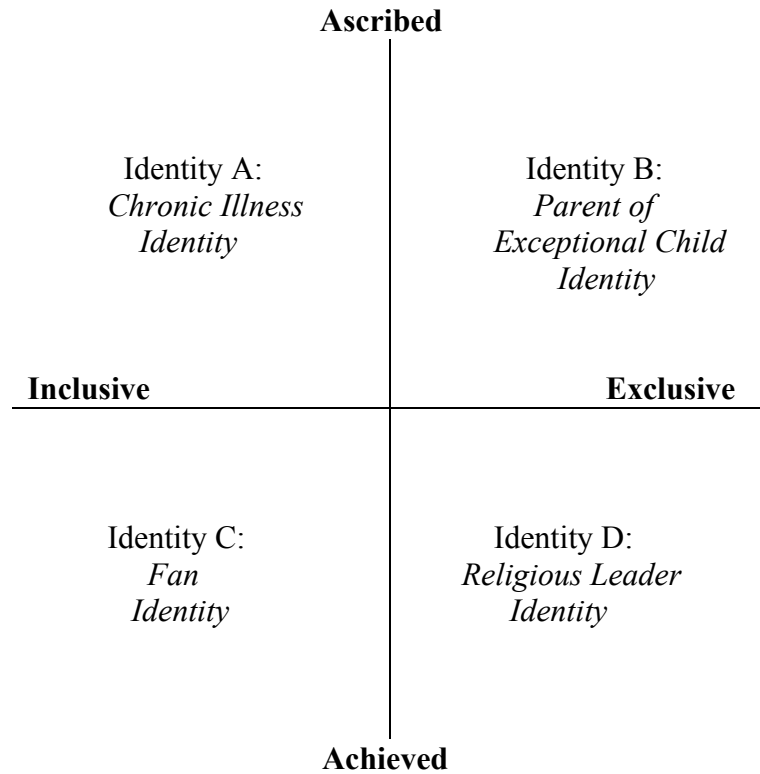 Ascribed
Identity A:
Chronic Illness
Identity
Identity B:
Parent of
Exceptional Child
Identity
Inclusive
Exclusive
Identity C:
Fan
Identity
Identity D:
Religious Leader
Identity
Achieved